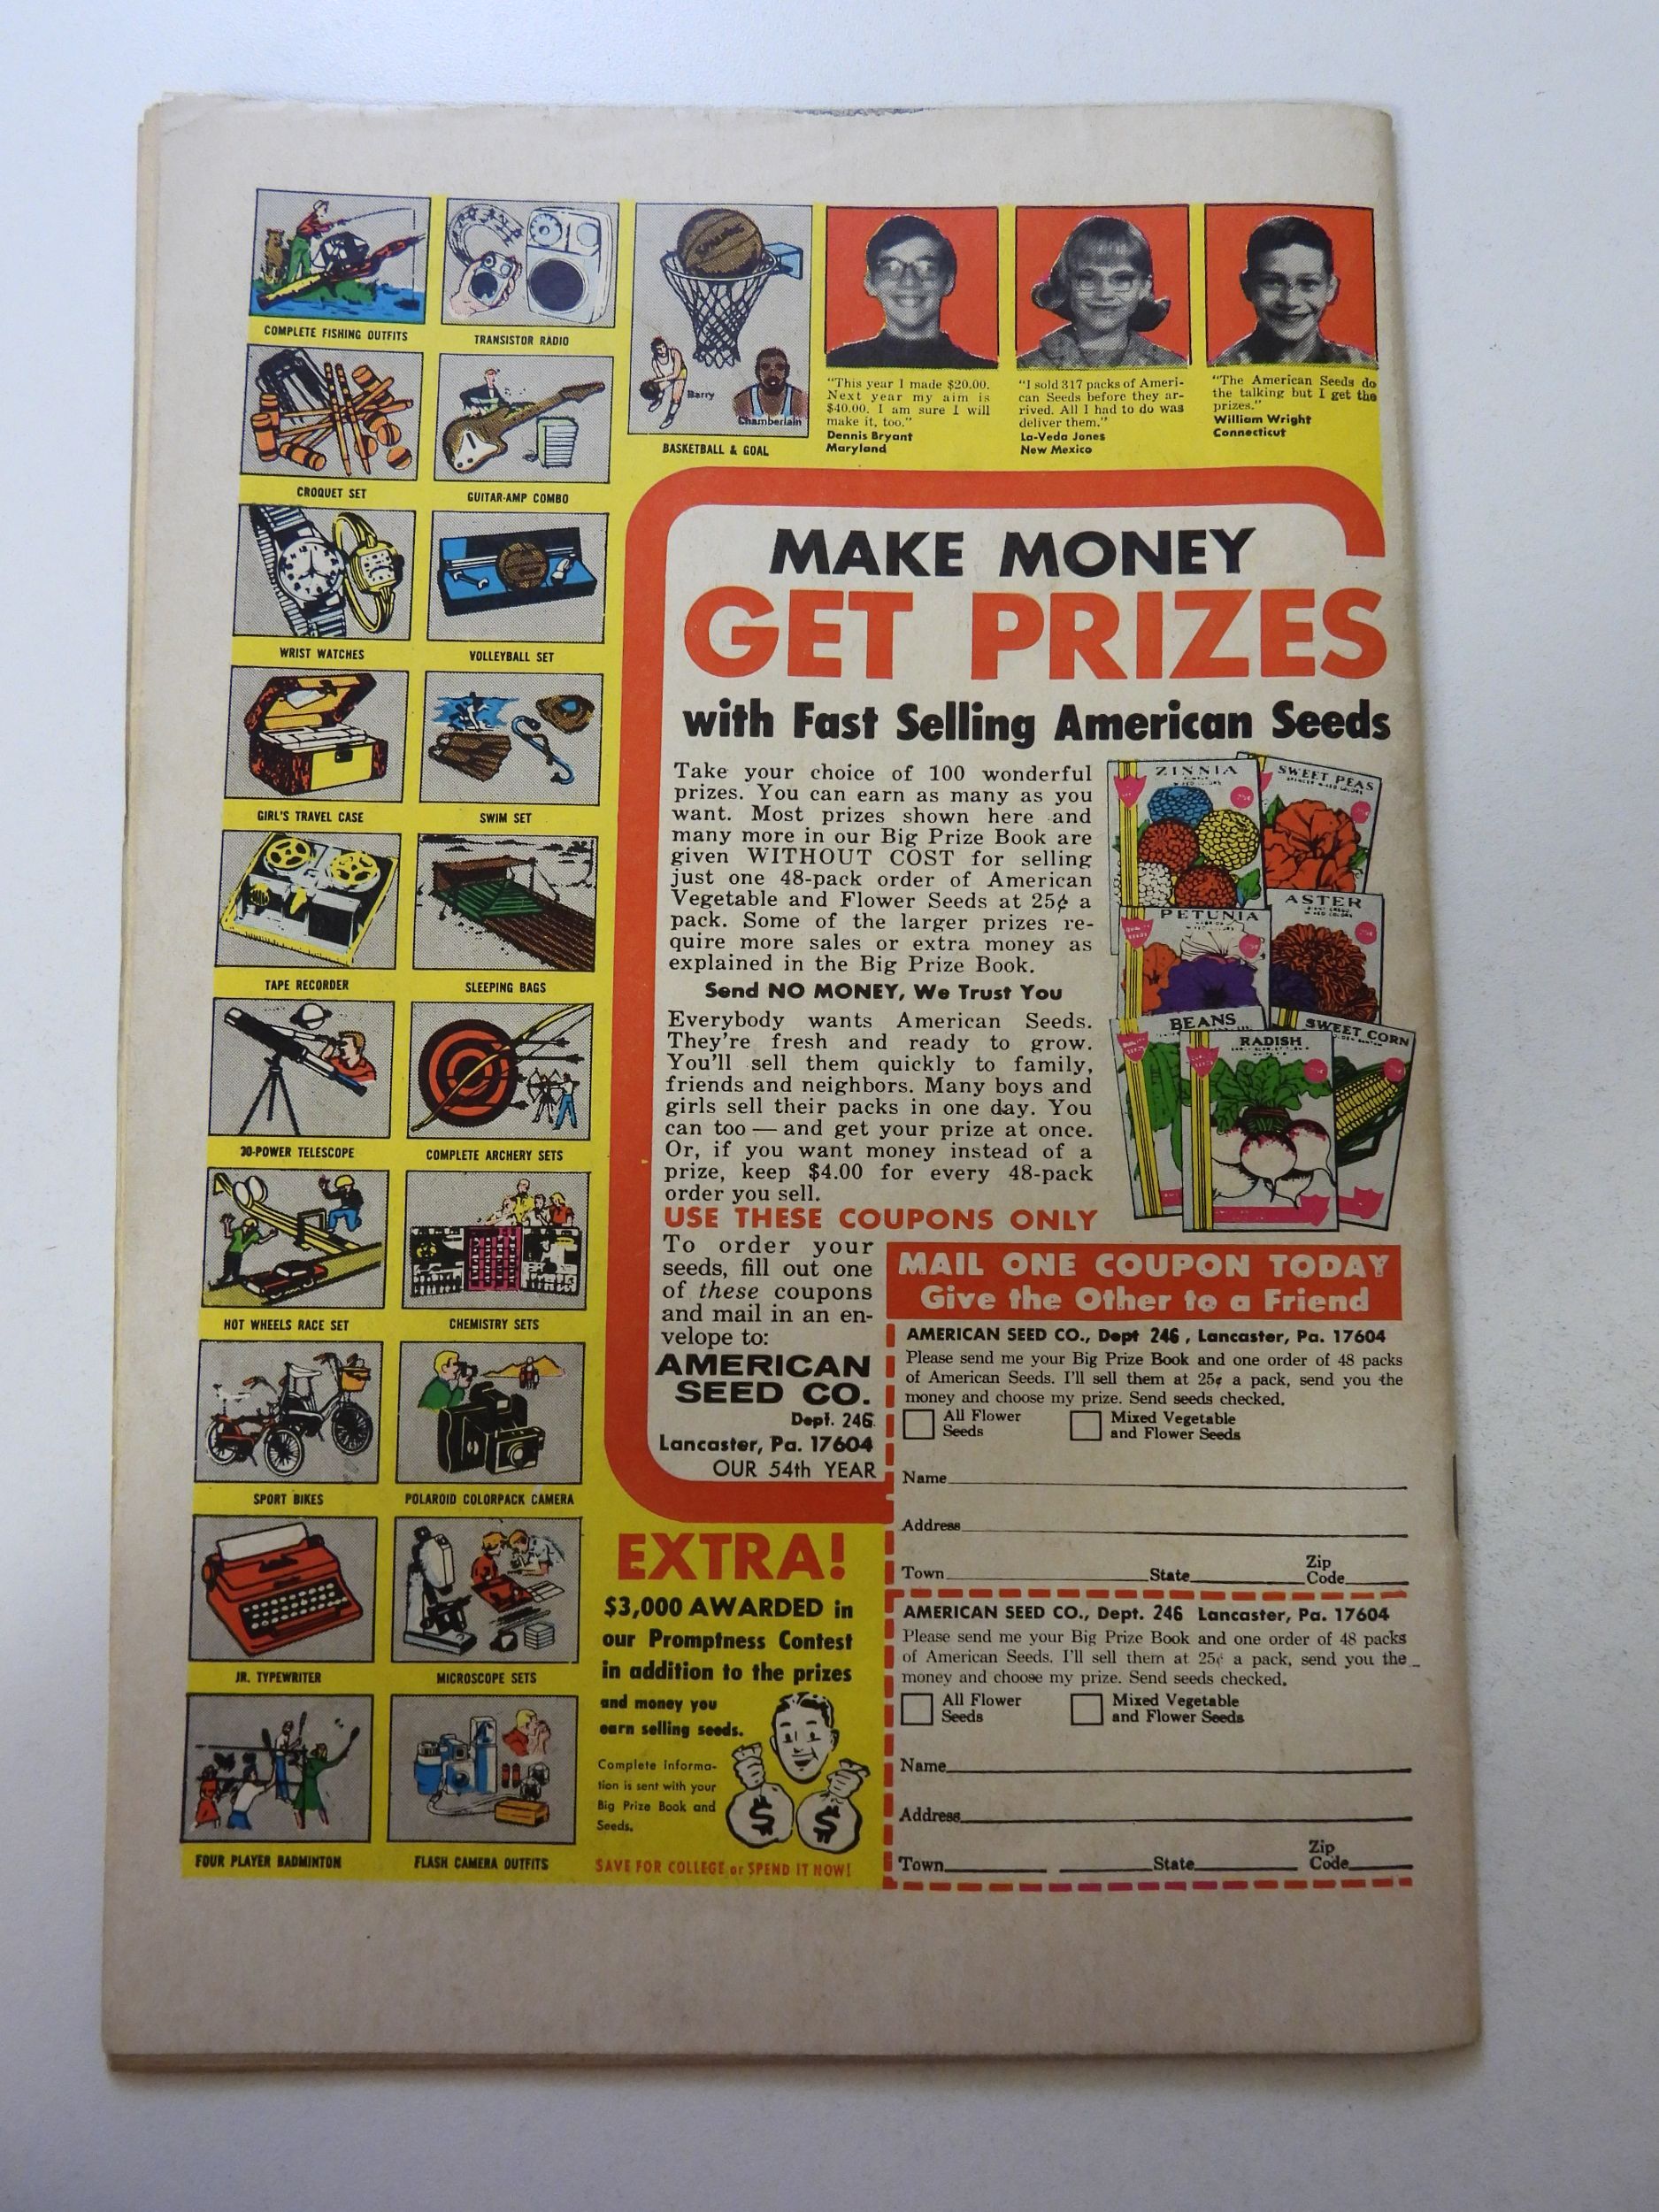 COMPLETE FISHING OUTFITS
TRANSISTOR RADIO
Spalding
Barry
Chamberlain
BASKETBALL & GOAL
CROQUET SET
GUITAR-AMP COMBO
WRIST WATCHES
VOLLEYBALL SET
GIRL'S TRAVEL CASE
SWIM SET
TAPE RECORDER
SLEEPING BAGS
30-POWER TELESCOPE
COMPLETE ARCHERY SETS
HOT WHEELS RACE SET
CHEMISTRY SETS
SPORT BIKES
POLAROID COLORPACK CAMERA
JR. TYPEWRITER
MICROSCOPE SETS
FOUR PLAYER BADMINTON
FLASH CAMERA OUTFITS
"This year I made $20.00.
Next year my aim is
$40.00. I am sure I will
make it, too."
Dennis Bryant
Maryland
"I sold 317 packs of Ameri-
can Seeds before they ar-
rived. All I had to do was
deliver them."
La-Veda Jones
New Mexico
"The American Seeds do
the talking but I get the
prizes."
William Wright
Connecticut
MAKE MONEY
GET PRIZES
with Fast Selling American Seeds
Take your choice of 100 wonderful
prizes. You can earn as many as you
want. Most prizes shown here and
many more in our Big Prize Book are
given WITHOUT COST for selling
just one 48-pack order of American
Vegetable and Flower Seeds at 25¢ a
pack. Some of the larger prizes re-
quire more sales or extra money as
explained in the Big Prize Book.
Send NO MONEY, We Trust You
Everybody wants American Seeds.
They're fresh and ready to grow.
You'll sell them quickly to family,
friends and neighbors. Many boys and
girls sell their packs in one day. You
can too — and get your prize at once.
Or, if you want money instead of a
prize, keep $4.00 for every 48-pack
order you sell.
ZINNIA
SWEET PEAS
PETUNIA
ASTER
BEANS
RADISH
SWEET CORN
USE THESE COUPONS ONLY
To order your
seeds, fill out one
of these coupons
and mail in an en-
velope to:
AMERICAN
SEED CO.
Dept. 246
Lancaster, Pa. 17604
OUR 54th YEAR
EXTRA!
$3,000 AWARDED in
our Promptness Contest
in addition to the prizes
and money you
earn selling seeds.
Complete informa-
tion is sent with your
Big Prize Book and
Seeds.
$ $
SAVE FOR COLLEGE or SPEND IT NOW!
MAIL ONE COUPON TODAY
Give the Other to a Friend
AMERICAN SEED CO., Dept 246, Lancaster, Pa. 17604
Please send me your Big Prize Book and one order of 48 packs
of American Seeds. I'll sell them at 25¢ a pack, send you the
money and choose my prize. Send seeds checked.
All Flower
Seeds
Mixed Vegetable
and Flower Seeds
Name
Address
Town State Zip
Code
AMERICAN SEED CO., Dept. 246 Lancaster, Pa. 17604
Please send me your Big Prize Book and one order of 48 packs
of American Seeds. I'll sell them at 25¢ a pack, send you the
money and choose my prize. Send seeds checked.
All Flower
Seeds
Mixed Vegetable
and Flower Seeds
Name
Address
Town State Zip
Code